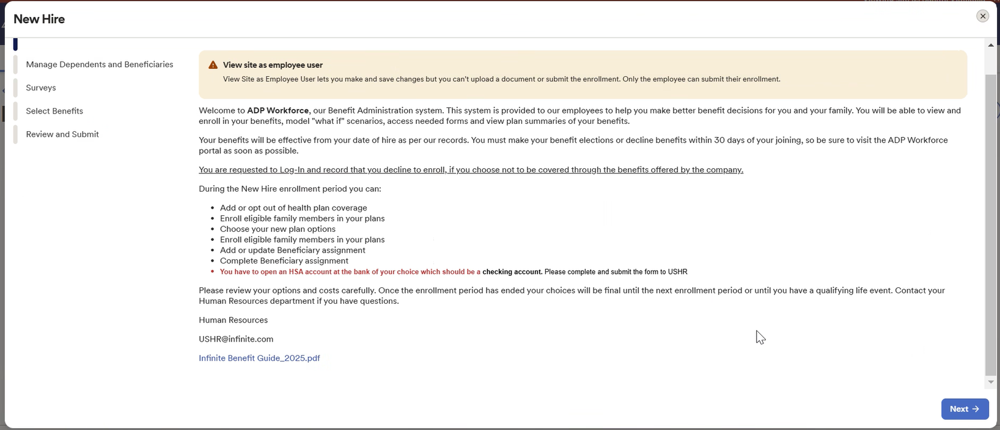 New Hire
Manage Dependents and Beneficiaries
Surveys
Select Benefits
Review and Submit
View site as employee user
View Site as Employee User lets you make and save changes but you can't upload a document or submit the enrollment. Only the employee can submit their enrollment.
Welcome to ADP Workforce, our Benefit Administration system. This system is provided to our employees to help you make better benefit decisions for you and your family. You will be able to view and
enroll in your benefits, model "what if" scenarios, access needed forms and view plan summaries of your benefits.
Your benefits will be effective from your date of hire as per our records. You must make your benefit elections or decline benefits within 30 days of your joining, so be sure to visit the ADP Workforce
portal as soon as possible.
You are requested to Log-In and record that you decline to enroll, if you choose not to be covered through the benefits offered by the company.
During the New Hire enrollment period you can:
• Add or opt out of health plan coverage
• Enroll eligible family members in your plans
• Choose your new plan options
• Enroll eligible family members in your plans
• Add or update Beneficiary assignment
• Complete Beneficiary assignment
• You have to open an HSA account at the bank of your choice which should be a checking account. Please complete and submit the form to USHR
Please review your options and costs carefully. Once the enrollment period has ended your choices will be final until the next enrollment period or until you have a qualifying life event. Contact your
Human Resources department if you have questions.
Human Resources
USHR@infinite.com
Infinite Benefit Guide_2025.pdf
Next →